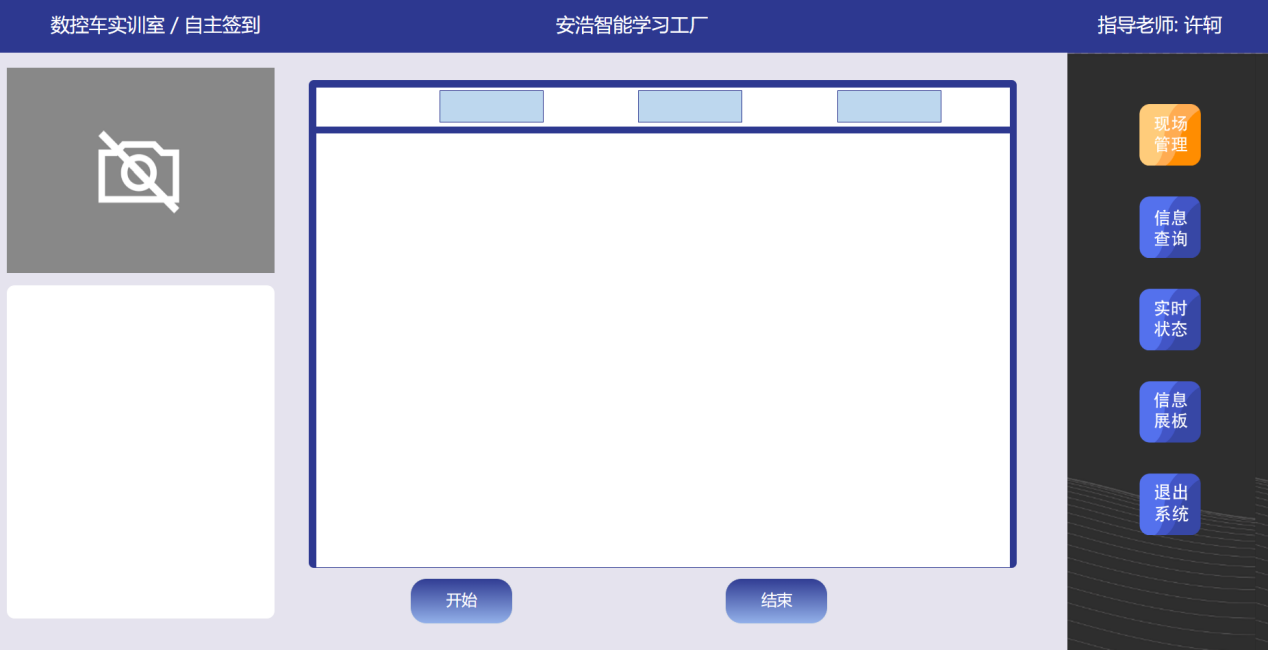 数控车实训室 / 自主签到
安浩智能学习工厂
指导老师: 许轲
现场
管理
信息
查询
实时
状态
信息
展板
退出
系统
开始
结束